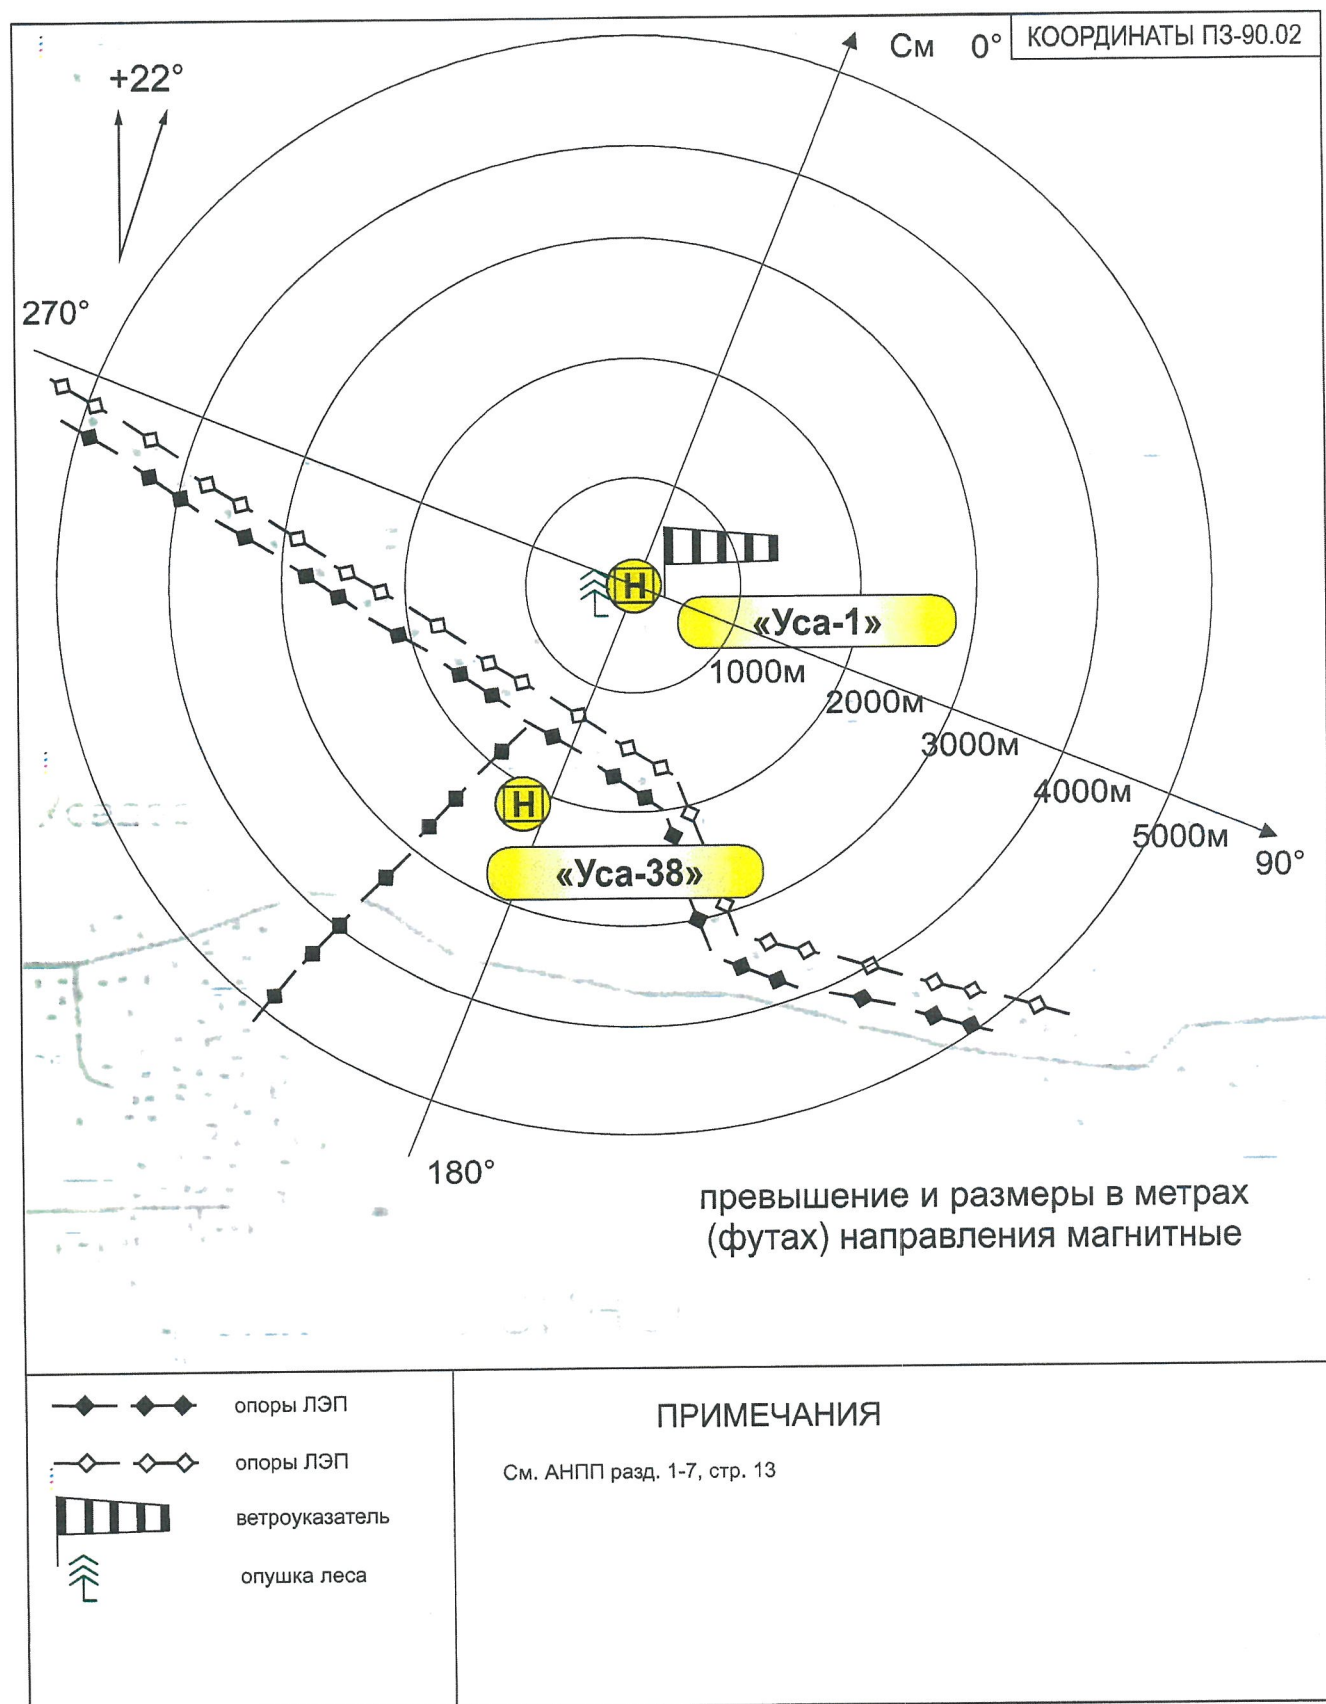 См 0°
КООРДИНАТЫ ПЗ-90.02
+22°
270°
H
«Уса-1»
1000м
2000м
3000м
4000м
5000м
90°
H
«Уса-38»
180°
превышение и размеры в метрах
(футах) направления магнитные
опоры ЛЭП
опоры ЛЭП
ветроуказатель
опушка леса
ПРИМЕЧАНИЯ
См. АНПП разд. 1-7, стр. 13